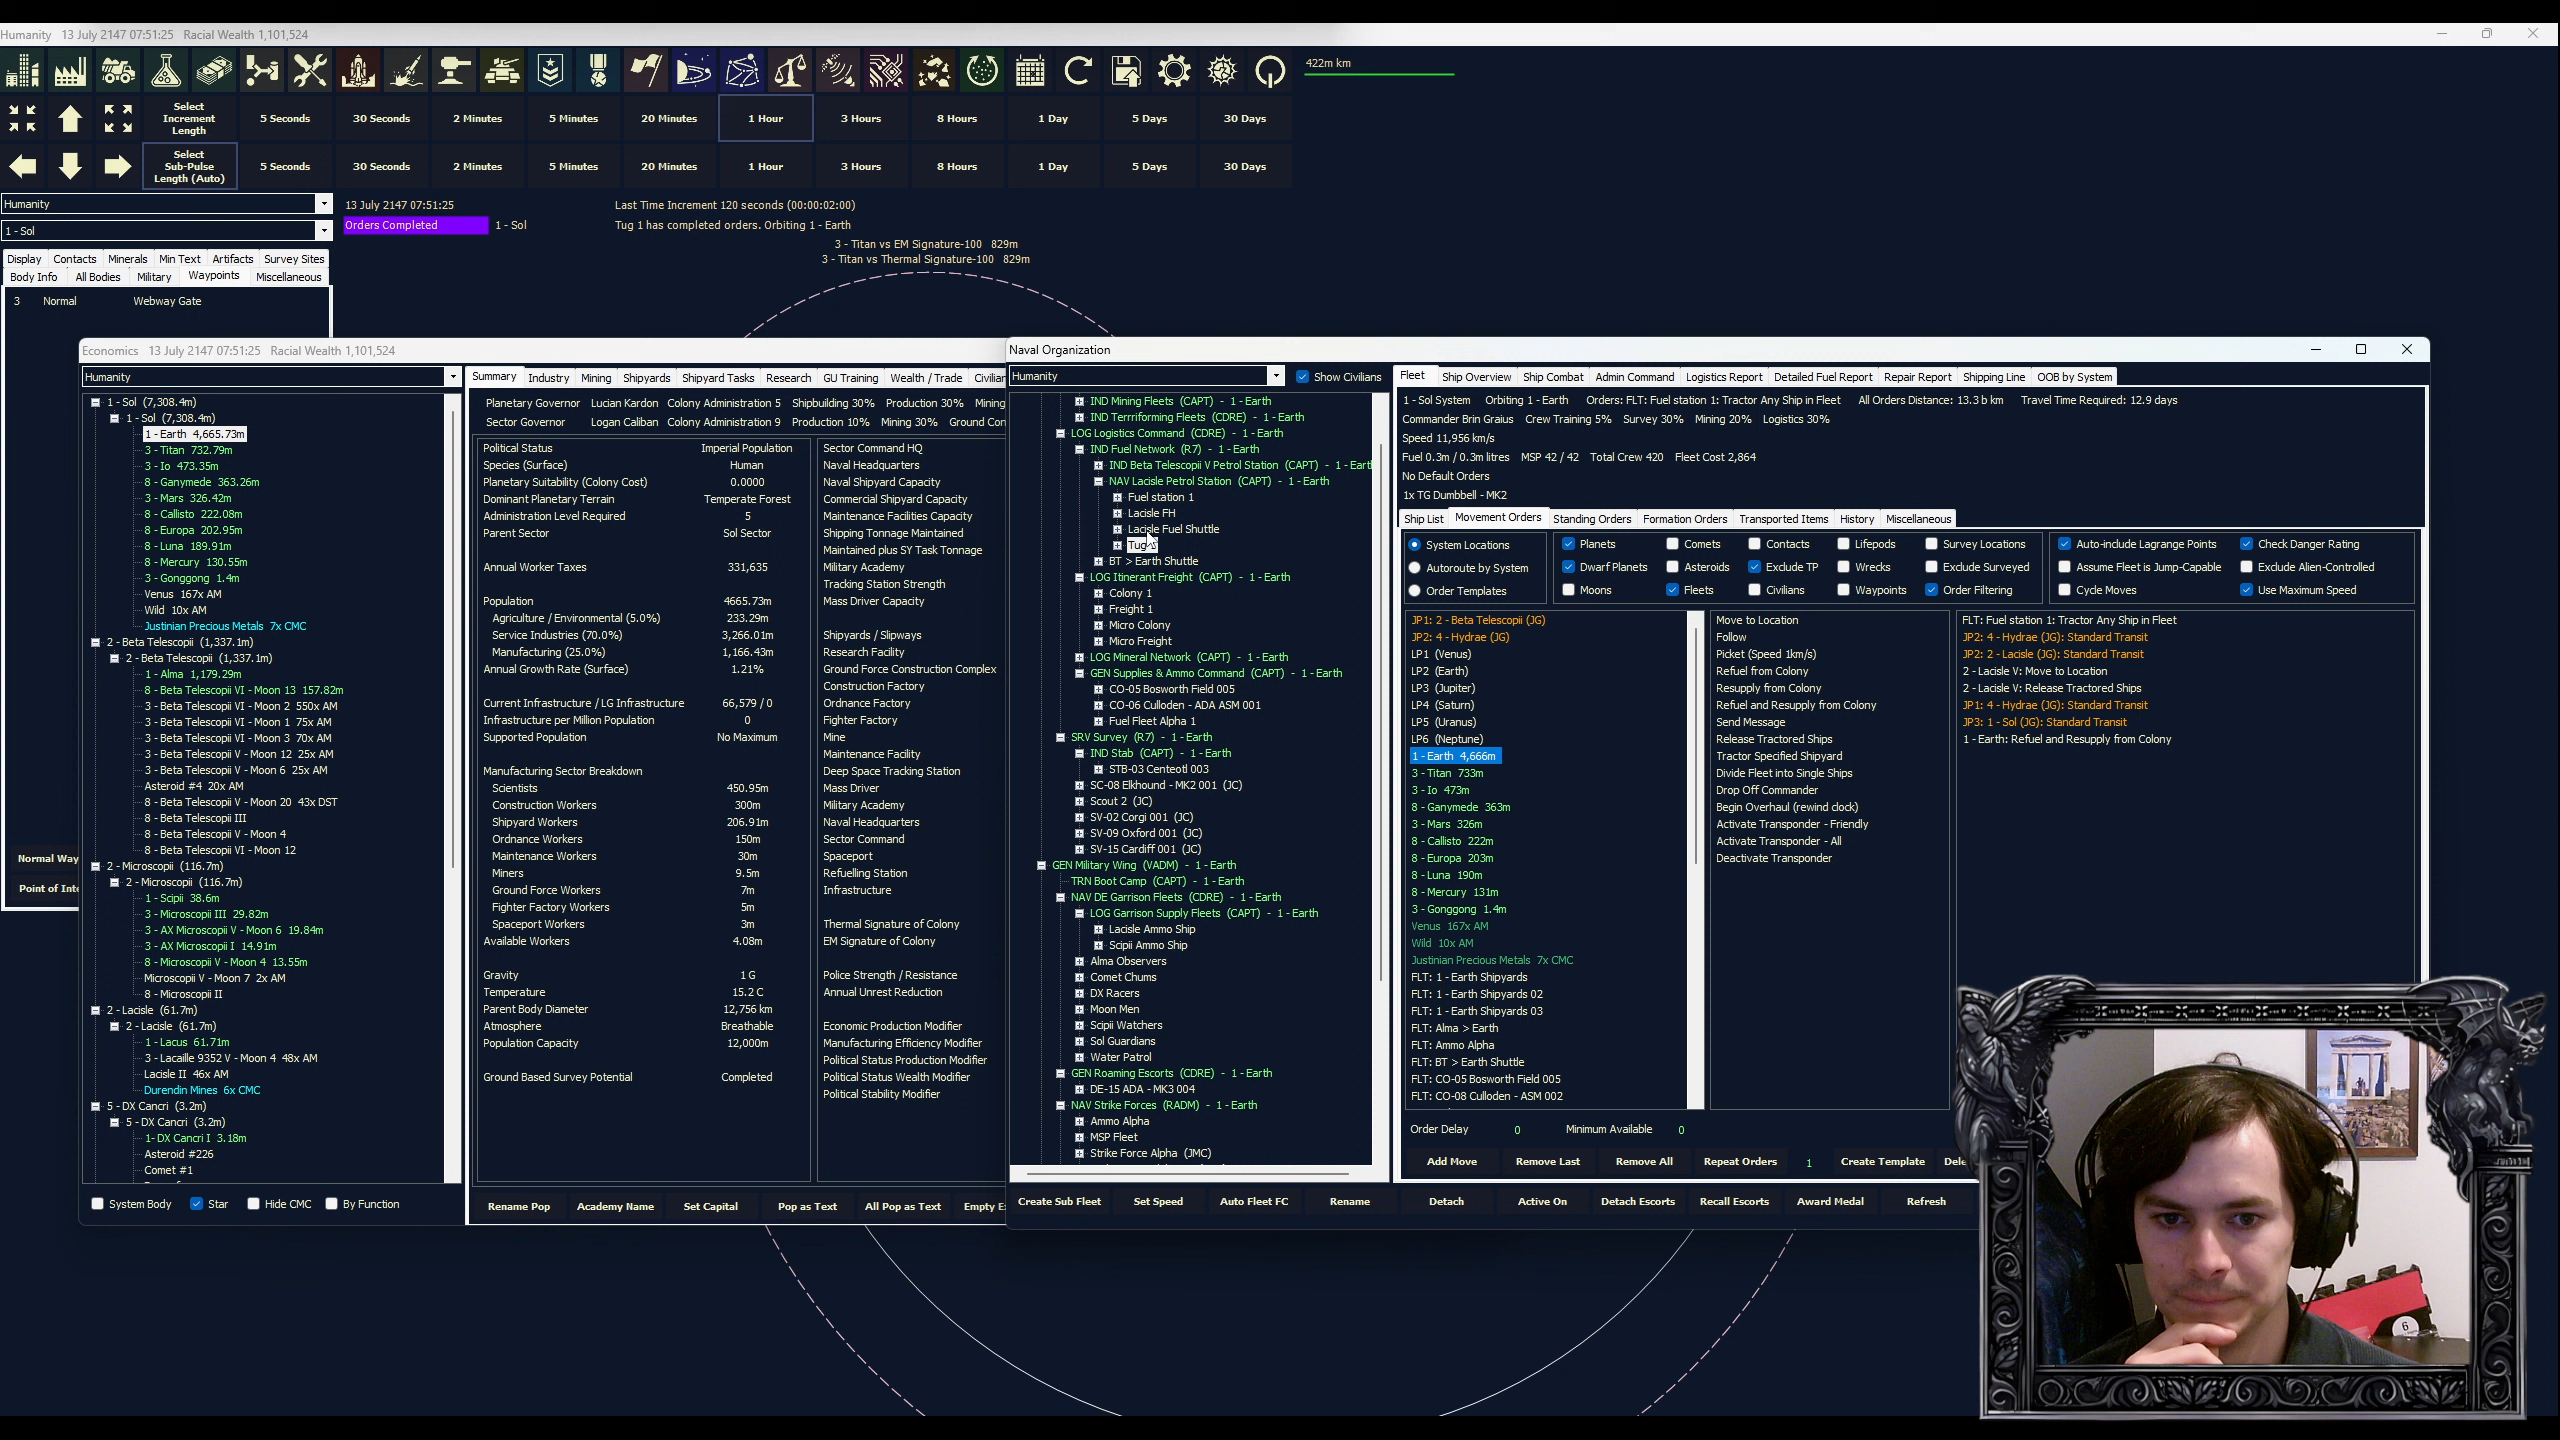 Humanity 13 July 2147 07:51:25 Racial Wealth 1,101,524
422m km
Select Increment Length
5 Seconds
30 Seconds
2 Minutes
5 Minutes
20 Minutes
1 Hour
3 Hours
8 Hours
1 Day
5 Days
30 Days
Select Sub-Pulse Length (Auto)
5 Seconds
30 Seconds
2 Minutes
5 Minutes
20 Minutes
1 Hour
3 Hours
8 Hours
1 Day
5 Days
30 Days
Humanity
13 July 2147 07:51:25
Last Time Increment 120 seconds (00:00:02:00)
1 - Sol
Orders Completed
1 - Sol
Tug 1 has completed orders. Orbiting 1 - Earth
3 - Titan vs EM Signature-100 829m
3 - Titan vs Thermal Signature-100 829m
Display Contacts Minerals Min Text Artifacts Survey Sites
Body Info All Bodies Military Waypoints Miscellaneous
3 Normal Webway Gate
Normal Way
Point of Inte
Economics 13 July 2147 07:51:25 Racial Wealth 1,101,524
Humanity
1 - Sol (7,308.4m)
1 - Sol (7,308.4m)
1 - Earth 4,665.73m
3 - Titan 732.79m
3 - Io 473.35m
8 - Ganymede 363.26m
3 - Mars 326.42m
8 - Callisto 222.08m
8 - Europa 202.95m
8 - Luna 189.91m
8 - Mercury 130.55m
3 - Gonggong 1.4m
Venus 167x AM
Wild 10x AM
Justinian Precious Metals 7x CMC
2 - Beta Telescopii (1,337.1m)
2 - Beta Telescopii (1,337.1m)
1 - Alma 1,179.29m
8 - Beta Telescopii VI - Moon 13 157.82m
3 - Beta Telescopii VI - Moon 2 550x AM
3 - Beta Telescopii VI - Moon 1 75x AM
3 - Beta Telescopii VI - Moon 3 70x AM
3 - Beta Telescopii V - Moon 12 25x AM
3 - Beta Telescopii V - Moon 6 25x AM
Asteroid #4 20x AM
8 - Beta Telescopii V - Moon 20 43x DST
8 - Beta Telescopii III
8 - Beta Telescopii V - Moon 4
8 - Beta Telescopii VI - Moon 12
2 - Microscopii (116.7m)
2 - Microscopii (116.7m)
1 - Scipii 38.6m
3 - Microscopii III 29.82m
3 - AX Microscopii V - Moon 6 19.84m
3 - AX Microscopii I 14.91m
8 - Microscopii V - Moon 4 13.55m
Microscopii V - Moon 7 2x AM
8 - Microscopii II
2 - Lacisle (61.7m)
2 - Lacisle (61.7m)
1 - Lacus 61.71m
3 - Lacaille 9352 V - Moon 4 48x AM
Lacisle II 46x AM
Durendin Mines 6x CMC
5 - DX Cancri (3.2m)
5 - DX Cancri (3.2m)
1- DX Cancri I 3.18m
Asteroid #226
Comet #1
System Body Star Hide CMC By Function
Summary Industry Mining Shipyards Shipyard Tasks Research GU Training Wealth / Trade Civilian
Planetary Governor Lucian Kardon Colony Administration 5 Shipbuilding 30% Production 30% Mining
Sector Governor Logan Caliban Colony Administration 9 Production 10% Mining 30% Ground Con
Political Status Imperial Population
Species (Surface) Human
Planetary Suitability (Colony Cost) 0.0000
Dominant Planetary Terrain Temperate Forest
Administration Level Required 5
Parent Sector Sol Sector
Annual Worker Taxes 331,635
Population 4665.73m
Agriculture / Environmental (5.0%) 233.29m
Service Industries (70.0%) 3,266.01m
Manufacturing (25.0%) 1,166.43m
Annual Growth Rate (Surface) 1.21%
Current Infrastructure / LG Infrastructure 66,579 / 0
Infrastructure per Million Population 0
Supported Population No Maximum
Manufacturing Sector Breakdown
Scientists 450.95m
Construction Workers 300m
Shipyard Workers 206.91m
Ordnance Workers 150m
Maintenance Workers 30m
Miners 9.5m
Ground Force Workers 7m
Fighter Factory Workers 5m
Spaceport Workers 3m
Available Workers 4.08m
Gravity 1 G
Temperature 15.2 C
Parent Body Diameter 12,756 km
Atmosphere Breathable
Population Capacity 12,000m
Ground Based Survey Potential Completed
Sector Command HQ
Naval Headquarters
Naval Shipyard Capacity
Commercial Shipyard Capacity
Maintenance Facilities Capacity
Shipping Tonnage Maintained
Maintained plus SY Task Tonnage
Military Academy
Tracking Station Strength
Mass Driver Capacity
Shipyards / Slipways
Research Facility
Ground Force Construction Complex
Construction Factory
Ordnance Factory
Fighter Factory
Mine
Maintenance Facility
Deep Space Tracking Station
Mass Driver
Military Academy
Naval Headquarters
Sector Command
Spaceport
Refuelling Station
Infrastructure
Thermal Signature of Colony
EM Signature of Colony
Police Strength / Resistance
Annual Unrest Reduction
Economic Production Modifier
Manufacturing Efficiency Modifier
Political Status Production Modifier
Political Status Wealth Modifier
Political Stability Modifier
Rename Pop Academy Name Set Capital Pop as Text All Pop as Text Empty E
Naval Organization
Humanity
Show Civilians
IND Mining Fleets (CAPT) - 1 - Earth
IND Terrriforming Fleets (CDRE) - 1 - Earth
LOG Logistics Command (CDRE) - 1 - Earth
IND Fuel Network (R7) - 1 - Earth
IND Beta Telescopii V Petrol Station (CAPT) - 1 - Eart
NAV Lacisle Petrol Station (CAPT) - 1 - Earth
Fuel station 1
Lacisle FH
Lacisle Fuel Shuttle
Tug
BT > Earth Shuttle
LOG Itinerant Freight (CAPT) - 1 - Earth
Colony 1
Freight 1
Micro Colony
Micro Freight
LOG Mineral Network (CAPT) - 1 - Earth
GEN Supplies & Ammo Command (CAPT) - 1 - Earth
CO-05 Bosworth Field 005
CO-06 Culloden - ADA ASM 001
Fuel Fleet Alpha 1
SRV Survey (R7) - 1 - Earth
IND Stab (CAPT) - 1 - Earth
STB-03 Centeotl 003
SC-08 Elkhound - MK2 001 (JC)
Scout 2 (JC)
SV-02 Corgi 001 (JC)
SV-09 Oxford 001 (JC)
SV-15 Cardiff 001 (JC)
GEN Military Wing (VADM) - 1 - Earth
TRN Boot Camp (CAPT) - 1 - Earth
NAV DE Garrison Fleets (CDRE) - 1 - Earth
LOG Garrison Supply Fleets (CAPT) - 1 - Earth
Lacisle Ammo Ship
Scipii Ammo Ship
Alma Observers
Comet Chums
DX Racers
Moon Men
Scipii Watchers
Sol Guardians
Water Patrol
GEN Roaming Escorts (CDRE) - 1 - Earth
DE-15 ADA - MK3 004
NAV Strike Forces (RADM) - 1 - Earth
Ammo Alpha
MSP Fleet
Strike Force Alpha (JMC)
Fleet Ship Overview Ship Combat Admin Command Logistics Report Detailed Fuel Report Repair Report Shipping Line OOB by System
1 - Sol System Orbiting 1 - Earth Orders: FLT: Fuel station 1: Tractor Any Ship in Fleet All Orders Distance: 13.3 b km Travel Time Required: 12.9 days
Commander Brin Graius Crew Training 5% Survey 30% Mining 20% Logistics 30%
Speed 11,956 km/s
Fuel 0.3m / 0.3m litres MSP 42 / 42 Total Crew 420 Fleet Cost 2,864
No Default Orders
1x TG Dumbbell - MK2
Ship List Movement Orders Standing Orders Formation Orders Transported Items History Miscellaneous
System Locations
Autoroute by System
Order Templates
Planets Comets Contacts Lifepods Survey Locations
Dwarf Planets Asteroids Exclude TP Wrecks Exclude Surveyed
Moons Fleets Civilians Waypoints Order Filtering
Auto-include Lagrange Points Check Danger Rating
Assume Fleet is Jump-Capable Exclude Alien-Controlled
Cycle Moves Use Maximum Speed
JP1: 2 - Beta Telescopii (JG)
JP2: 4 - Hydrae (JG)
LP1 (Venus)
LP2 (Earth)
LP3 (Jupiter)
LP4 (Saturn)
LP5 (Uranus)
LP6 (Neptune)
1 - Earth 4,666m
3 - Titan 733m
3 - Io 473m
8 - Ganymede 363m
3 - Mars 326m
8 - Callisto 222m
8 - Europa 203m
8 - Luna 190m
8 - Mercury 131m
3 - Gonggong 1.4m
Venus 167x AM
Wild 10x AM
Justinian Precious Metals 7x CMC
FLT: 1 - Earth Shipyards
FLT: 1 - Earth Shipyards 02
FLT: 1 - Earth Shipyards 03
FLT: Alma > Earth
FLT: Ammo Alpha
FLT: BT > Earth Shuttle
FLT: CO-05 Bosworth Field 005
FLT: CO-08 Culloden - ASM 002
Move to Location
Follow
Picket (Speed 1km/s)
Refuel from Colony
Resupply from Colony
Refuel and Resupply from Colony
Send Message
Release Tractored Ships
Tractor Specified Shipyard
Divide Fleet into Single Ships
Drop Off Commander
Begin Overhaul (rewind clock)
Activate Transponder - Friendly
Activate Transponder - All
Deactivate Transponder
FLT: Fuel station 1: Tractor Any Ship in Fleet
JP2: 4 - Hydrae (JG): Standard Transit
JP2: 2 - Lacisle (JG): Standard Transit
2 - Lacisle V: Move to Location
2 - Lacisle V: Release Tractored Ships
JP1: 4 - Hydrae (JG): Standard Transit
JP3: 1 - Sol (JG): Standard Transit
1 - Earth: Refuel and Resupply from Colony
Order Delay 0 Minimum Available 0
Add Move Remove Last Remove All Repeat Orders 1 Create Template Dele
Create Sub Fleet Set Speed Auto Fleet FC Rename Detach Active On Detach Escorts Recall Escorts Award Medal Refresh
6